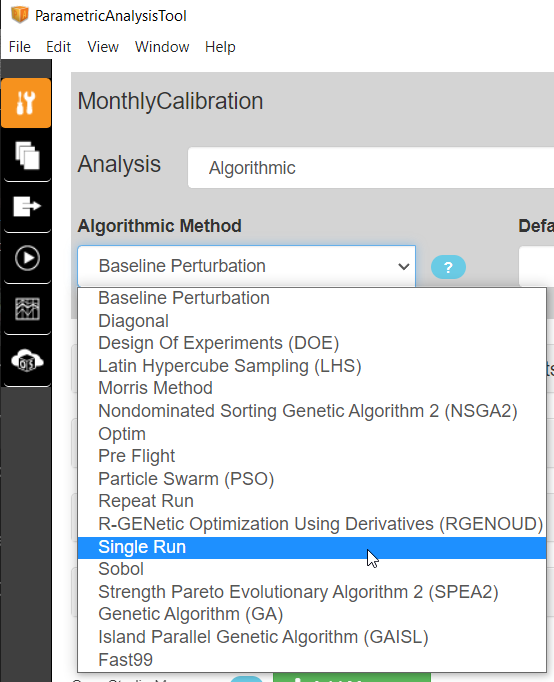 ParametricAnalysisTool
File Edit View Window Help
MonthlyCalibration
Analysis Algorithmic
Algorithmic Method
Baseline Perturbation ?
Baseline Perturbation
Diagonal
Design Of Experiments (DOE)
Latin Hypercube Sampling (LHS)
Morris Method
Nondominated Sorting Genetic Algorithm 2 (NSGA2)
Optim
Pre Flight
Particle Swarm (PSO)
Repeat Run
R-GENetic Optimization Using Derivatives (RGENOUD)
Single Run
Sobol
Strength Pareto Evolutionary Algorithm 2 (SPEA2)
Genetic Algorithm (GA)
Island Parallel Genetic Algorithm (GAISL)
Fast99